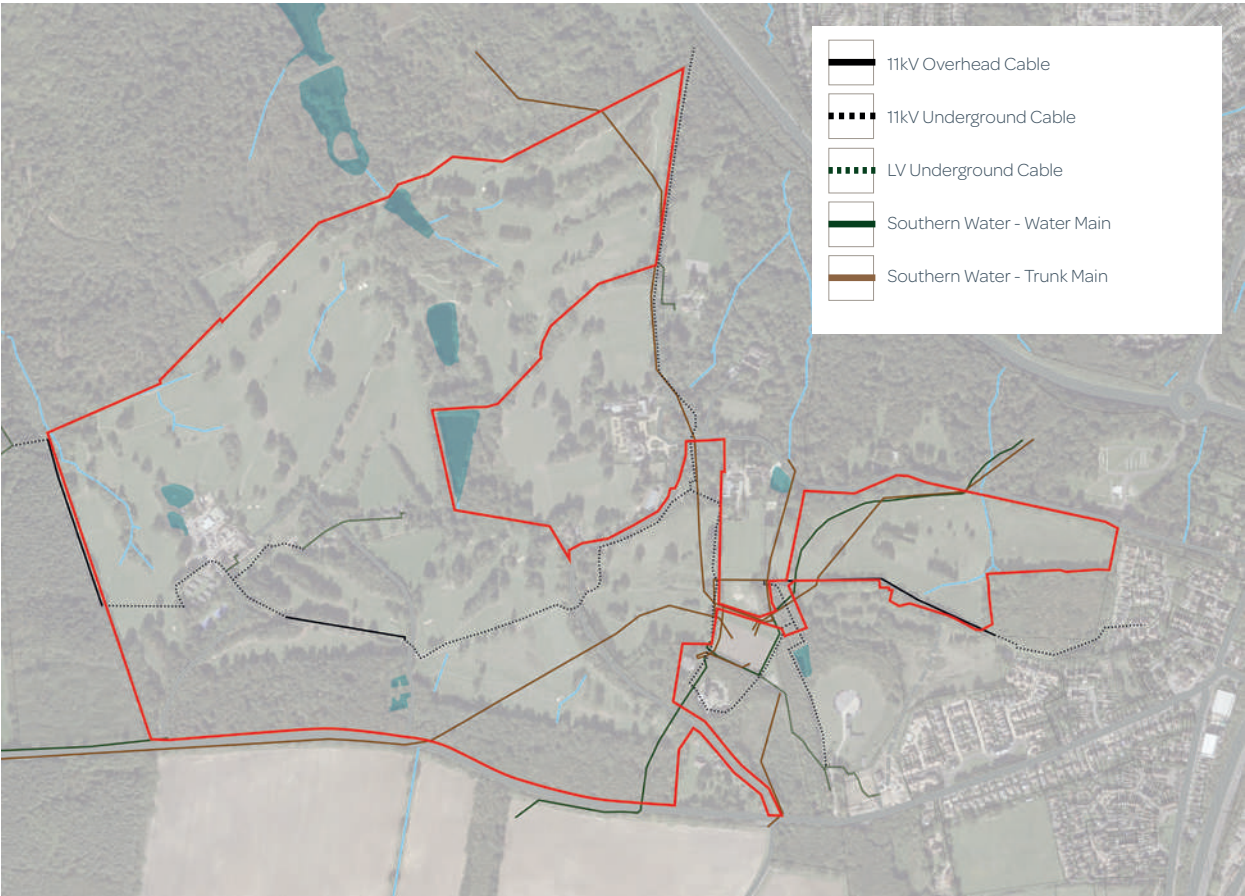 11kV Overhead Cable
11kV Underground Cable
LV Underground Cable
Southern Water - Water Main
Southern Water - Trunk Main